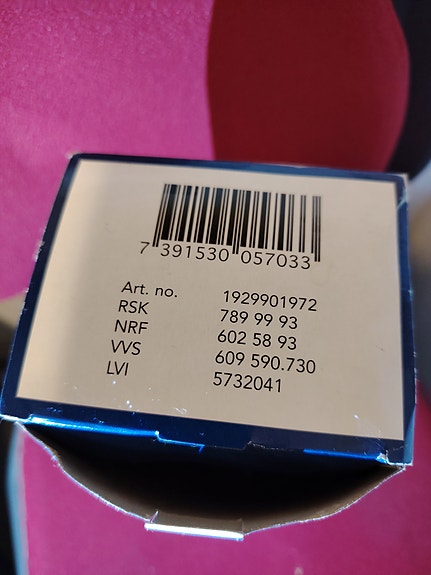 7 391530 057033
Art. no. 1929901972
RSK 789 99 93
NRF 602 58 93
VVS 609 590.730
LVI 5732041